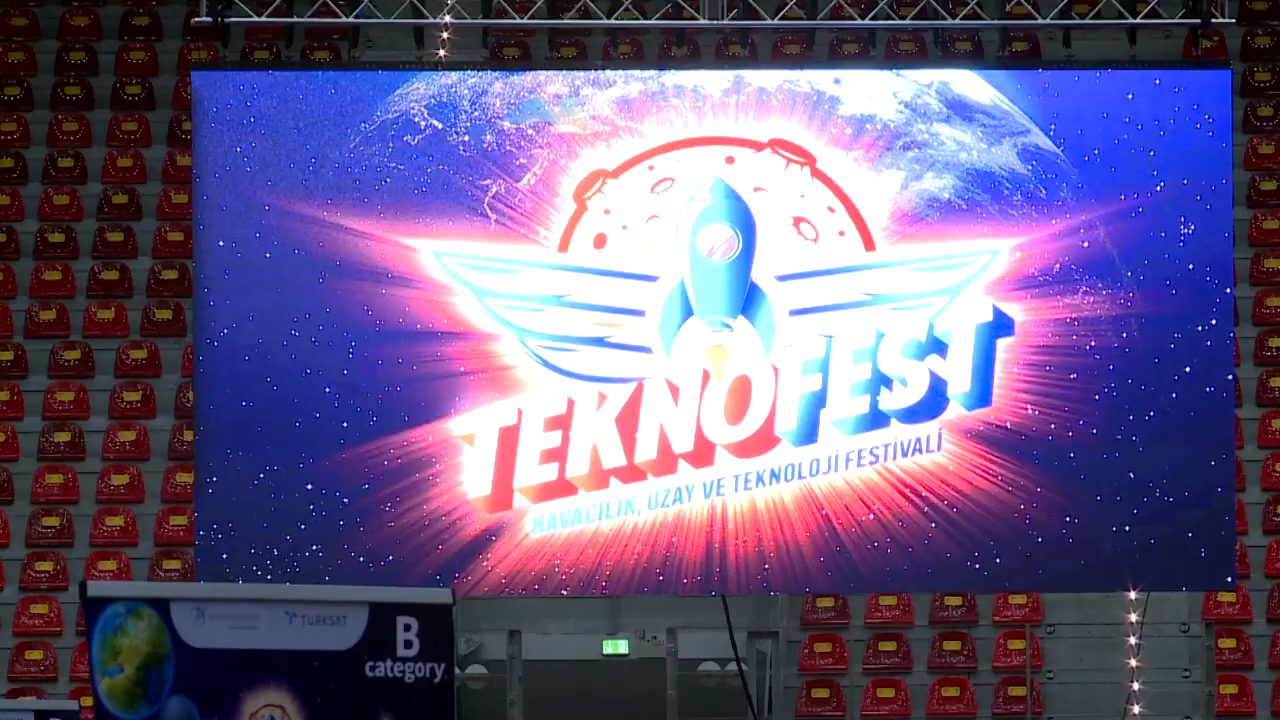 TEKNOFEST
HAVACILIK, UZAY VE TEKNOLOJİ FESTİVALİ
TÜRKSAT
B
category